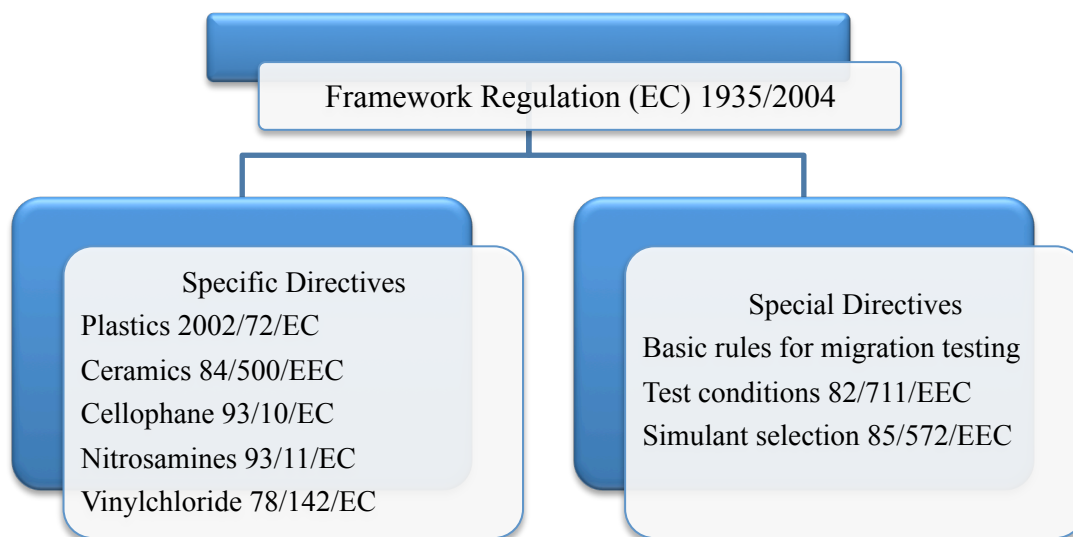 Framework Regulation (EC) 1935/2004
Specific Directives
Plastics 2002/72/EC
Ceramics 84/500/EEC
Cellophane 93/10/EC
Nitrosamines 93/11/EC
Vinylchloride 78/142/EC
Special Directives
Basic rules for migration testing
Test conditions 82/711/EEC
Simulant selection 85/572/EEC